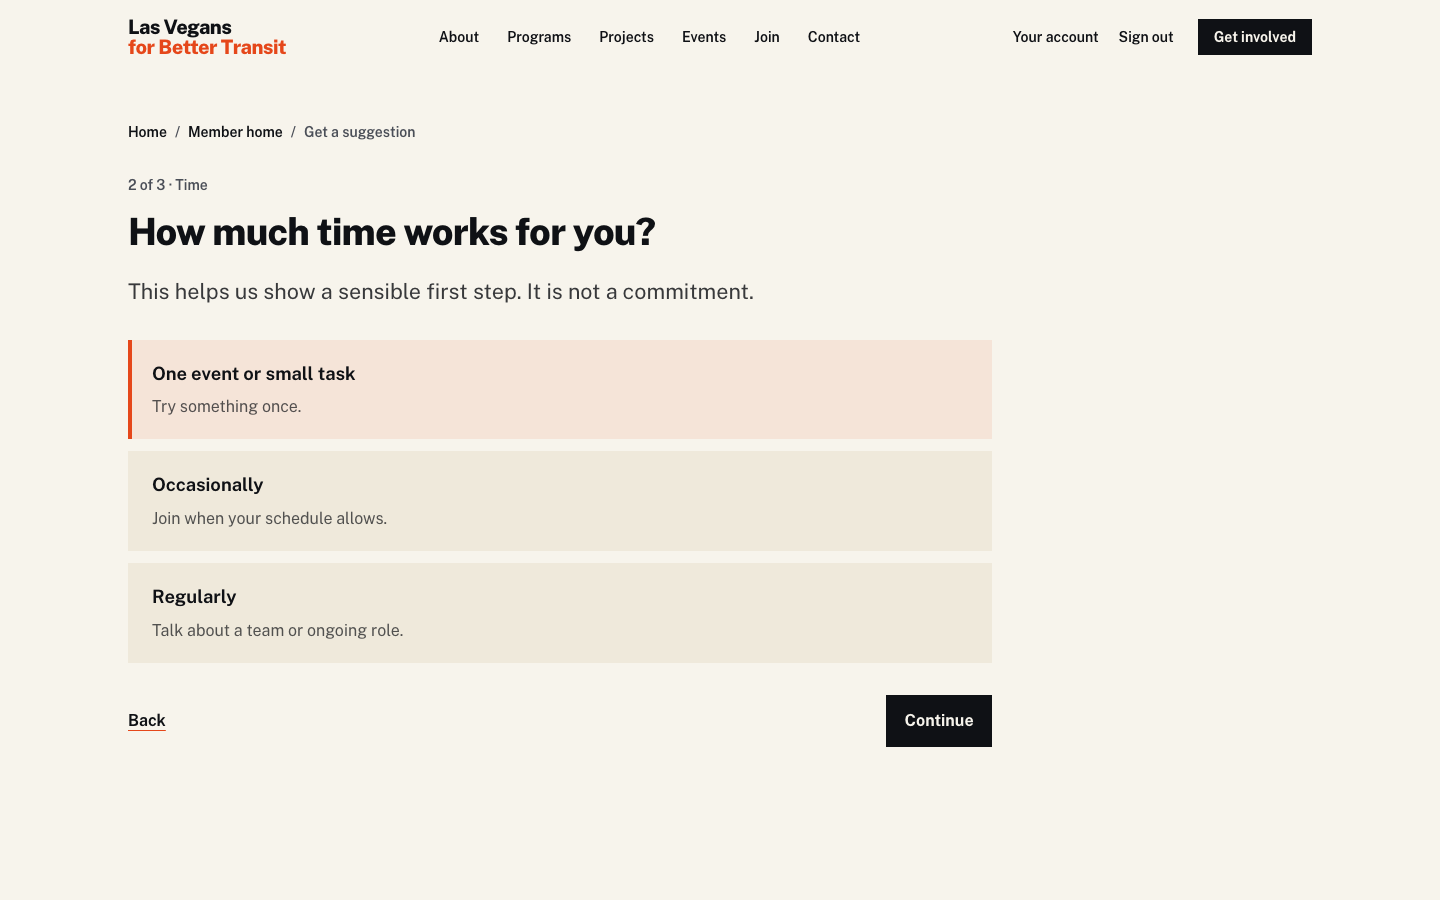 Las Vegans
for Better Transit
About Programs Projects Events Join Contact
Your account Sign out Get involved
Home / Member home / Get a suggestion
2 of 3 · Time
How much time works for you?
This helps us show a sensible first step. It is not a commitment.
One event or small task
Try something once.
Occasionally
Join when your schedule allows.
Regularly
Talk about a team or ongoing role.
Back
Continue